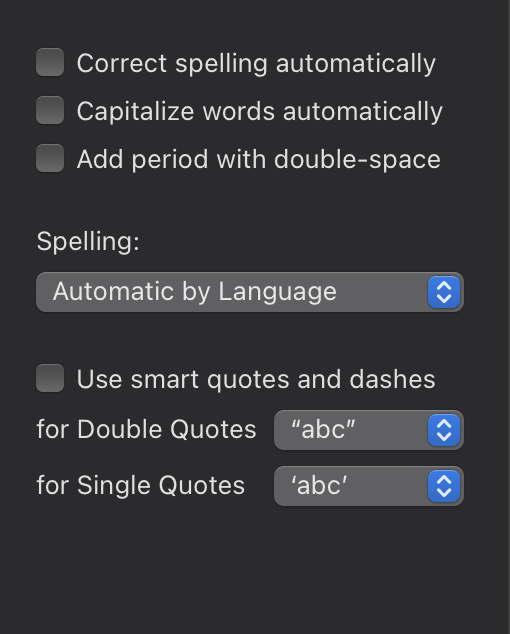 Correct spelling automatically
Capitalize words automatically
Add period with double-space
Spelling:
Automatic by Language
Use smart quotes and dashes
for Double Quotes “abc”
for Single Quotes ‘abc’